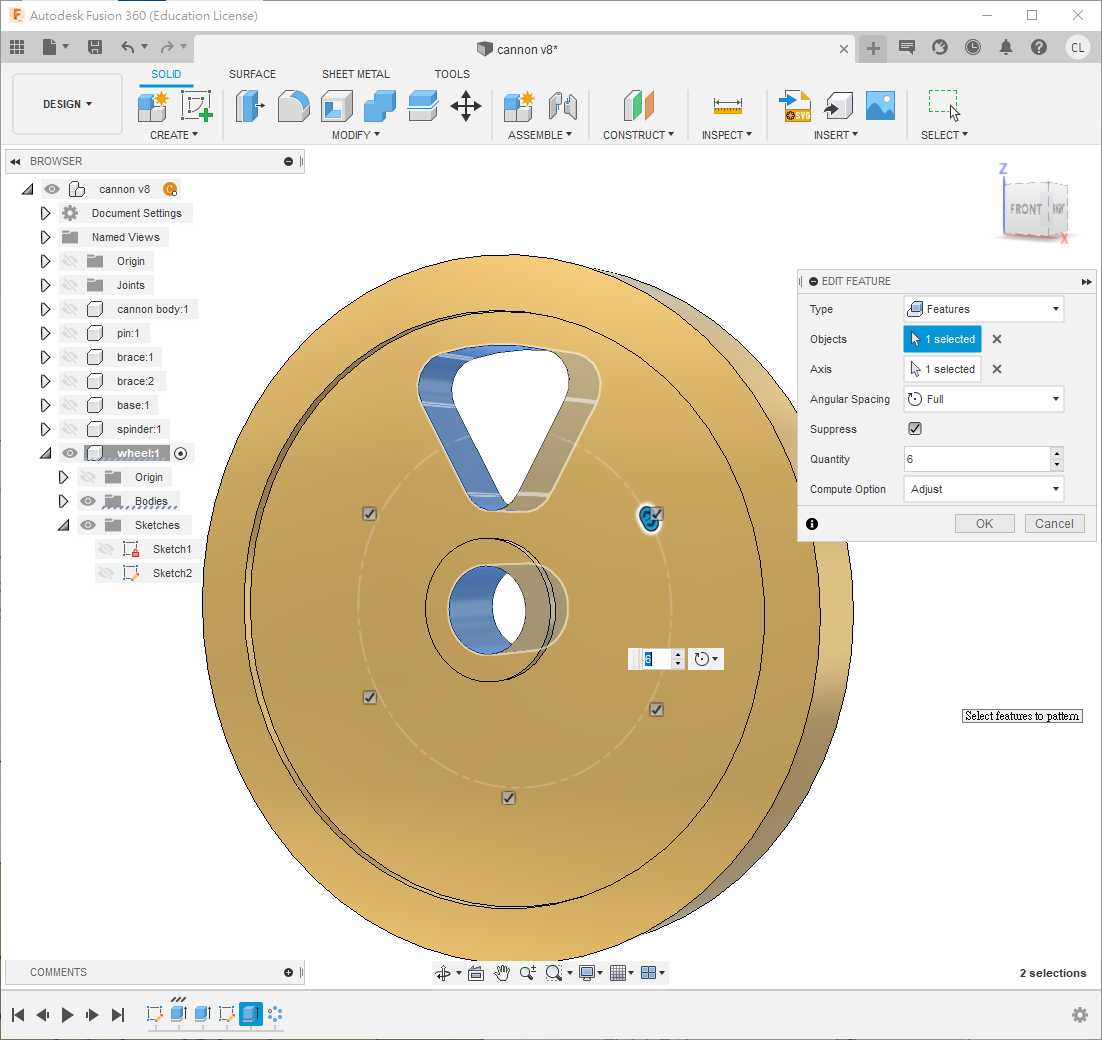 Autodesk Fusion 360 (Education License)
cannon v8*
CL
DESIGN
SOLID
SURFACE
SHEET METAL
TOOLS
CREATE
MODIFY
ASSEMBLE
CONSTRUCT
INSPECT
SVG
INSERT
SELECT
BROWSER
cannon v8
Document Settings
Named Views
Origin
Joints
cannon body:1
pin:1
brace:1
brace:2
base:1
spinder:1
wheel:1
Origin
Bodies
Sketches
Sketch1
Sketch2
Z
FRONT
RIGHT
X
EDIT FEATURE
Type
Features
Objects
1 selected
Axis
1 selected
Angular Spacing
Full
Suppress
Quantity
6
Compute Option
Adjust
OK
Cancel
6
Select features to pattern
COMMENTS
2 selections